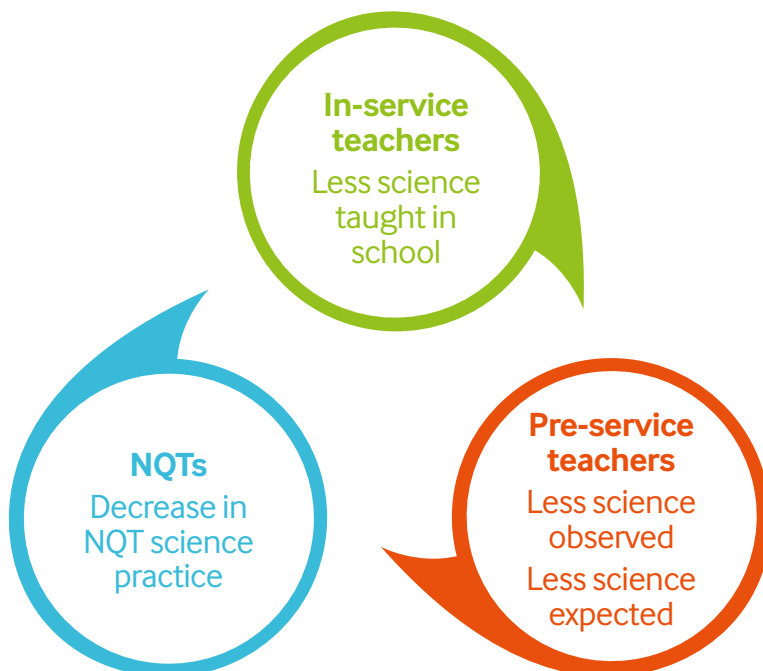 In-service
teachers
Less science
taught in
school
Pre-service
teachers
Less science
observed
Less science
expected
NQTs
Decrease in
NQT science
practice